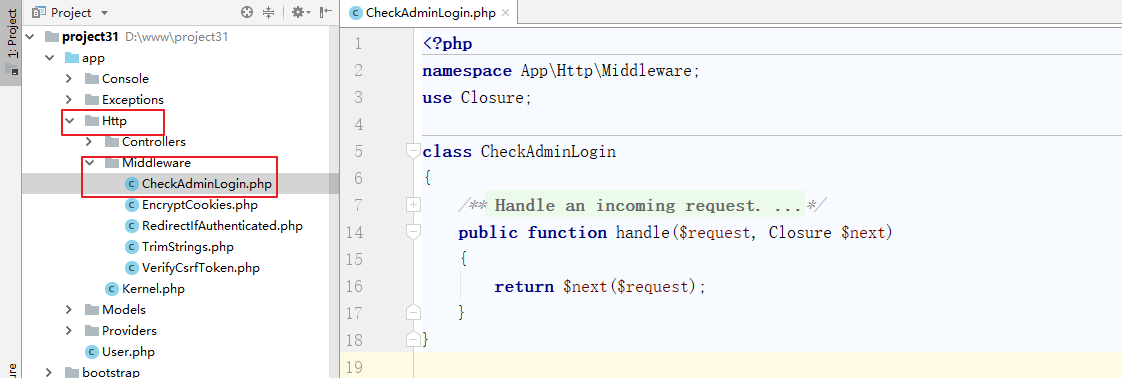 1: Project
Project
project31 D:\www\project31
app
Console
Exceptions
Http
Controllers
Middleware
CheckAdminLogin.php
EncryptCookies.php
RedirectIfAuthenticated.php
TrimStrings.php
VerifyCsrfToken.php
Kernel.php
Models
Providers
User.php
bootstrap
CheckAdminLogin.php
1 <?php
2 namespace App\Http\Middleware;
3 use Closure;
4
5 class CheckAdminLogin
6 {
7 /** Handle an incoming request. ...*/
14 public function handle($request, Closure $next)
15 {
16 return $next($request);
17 }
18 }
19